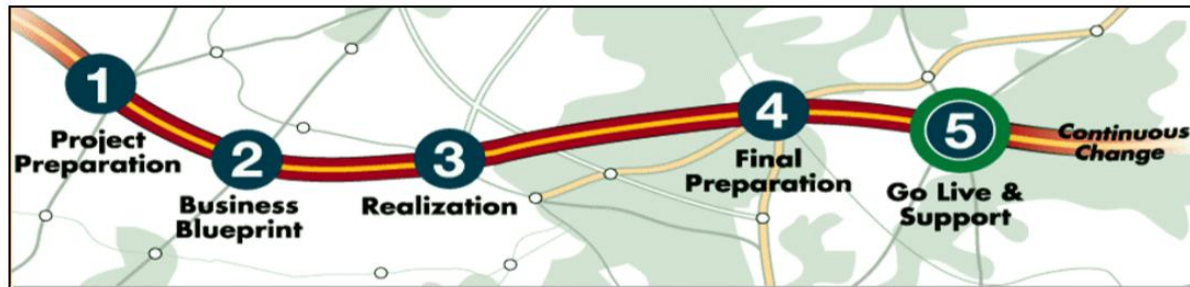 1
Project
Preparation
2
Business
Blueprint
3
Realization
4
Final
Preparation
5
Go Live &
Support
Continuous
Change